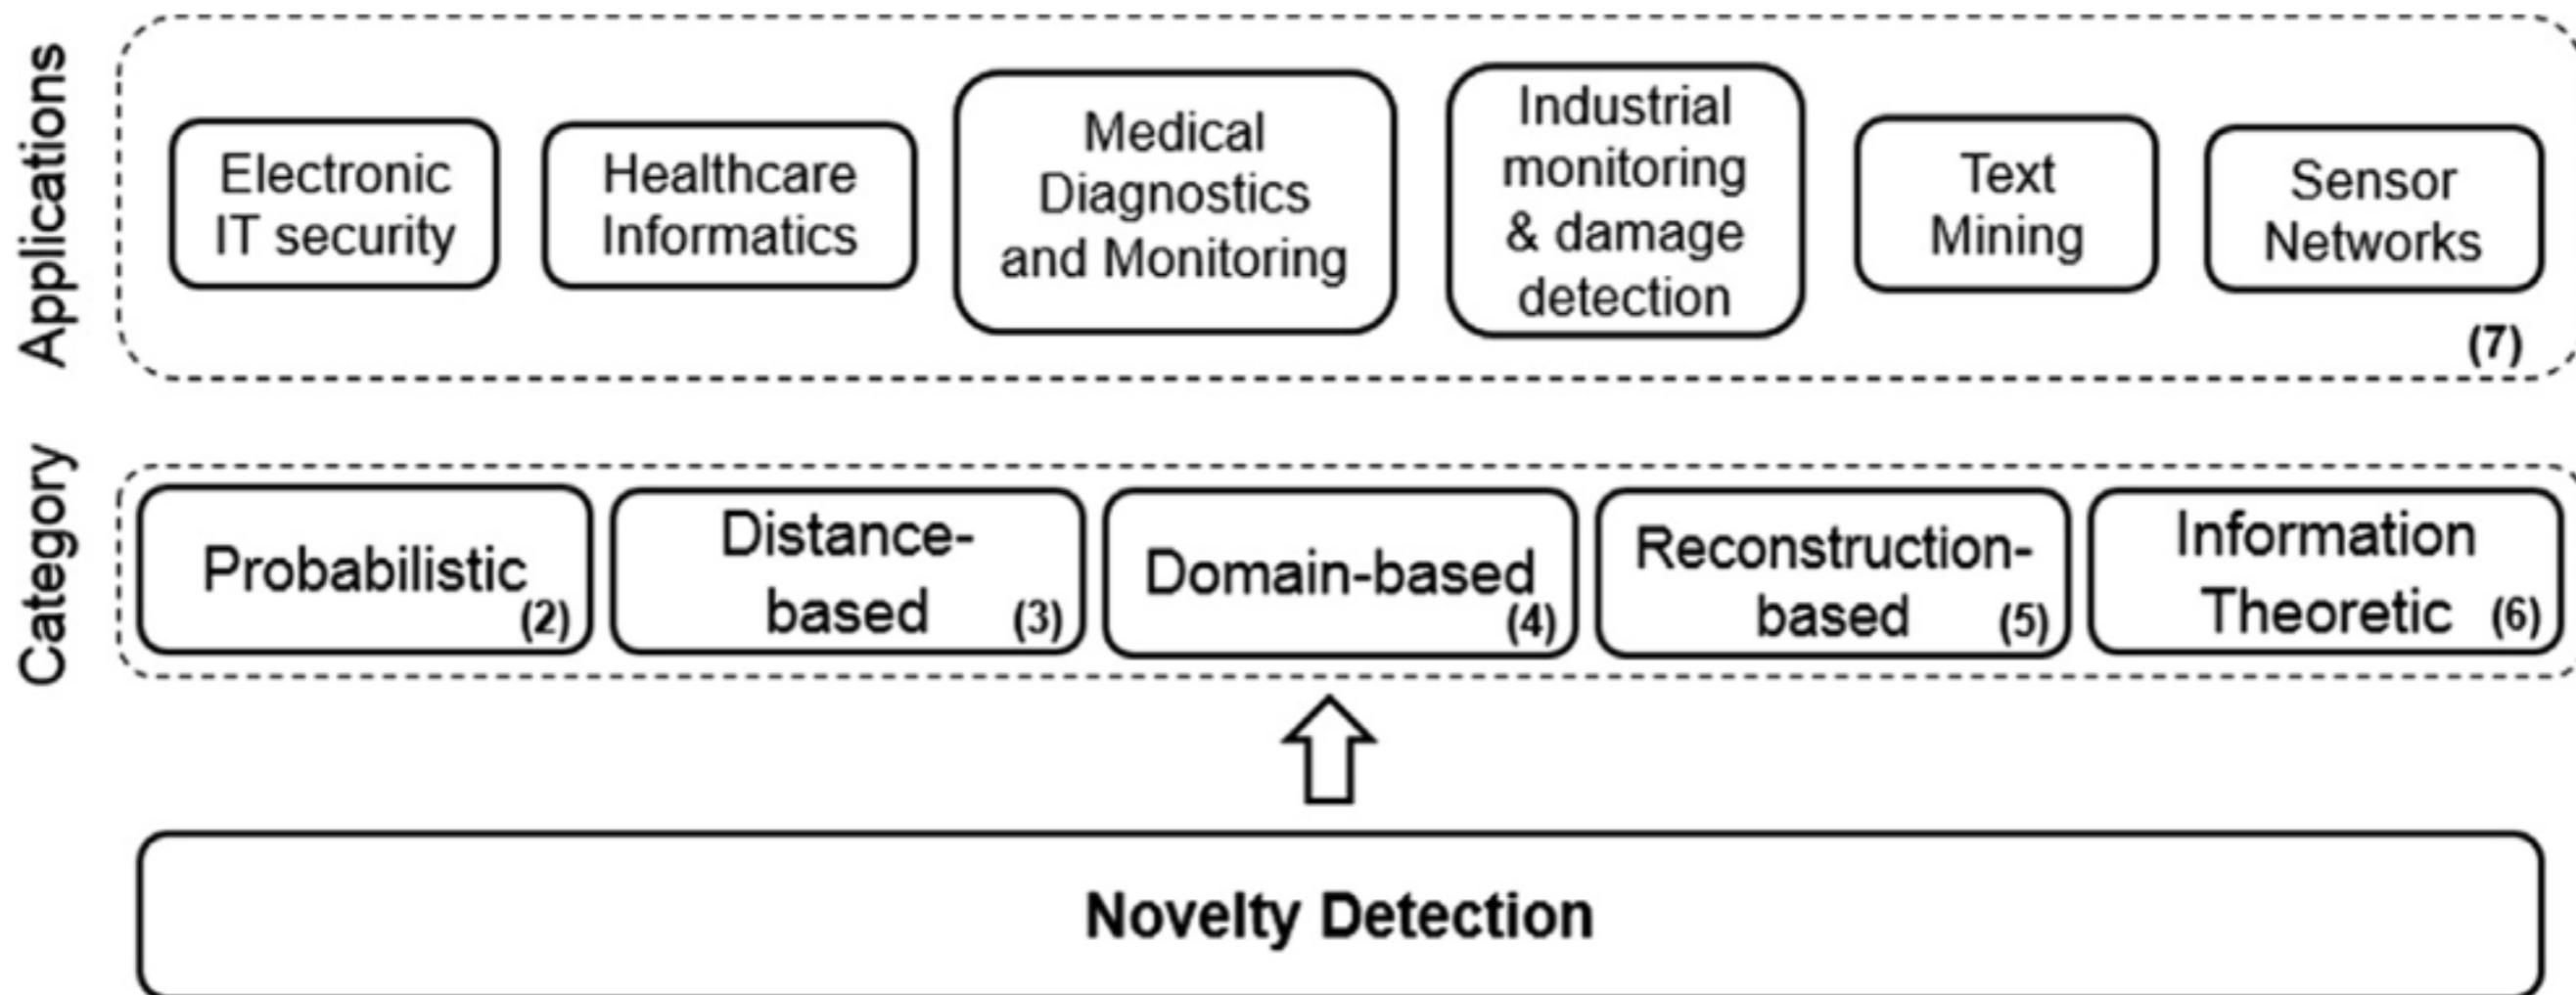 Applications
Electronic
IT security
Healthcare
Informatics
Medical
Diagnostics
and Monitoring
Industrial
monitoring
& damage
detection
Text
Mining
Sensor
Networks
(7)
Category
Probabilistic
(2)
Distance-
based (3)
Domain-based
(4)
Reconstruction-
based (5)
Information
Theoretic (6)
Novelty Detection